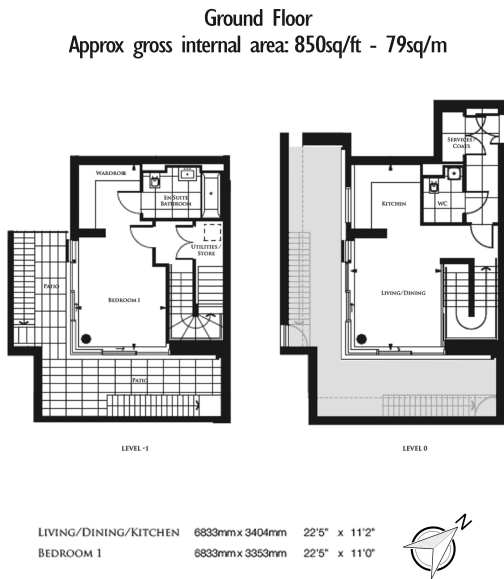 Ground Floor
Approx gross internal area: 850sq/ft - 79sq/m
SERVICES/
COATS
WARDROBE
EN SUITE
BATHROOM
KITCHEN
WC
UTILITIES/
STORE
PATIO
BEDROOM 1
LIVING/DINING
PATIO
LEVEL -1
LEVEL 0
LIVING/DINING/KITCHEN 6833mm x 3404mm 22'5" x 11'2"
BEDROOM 1 6833mm x 3353mm 22'5" x 11'0"
N